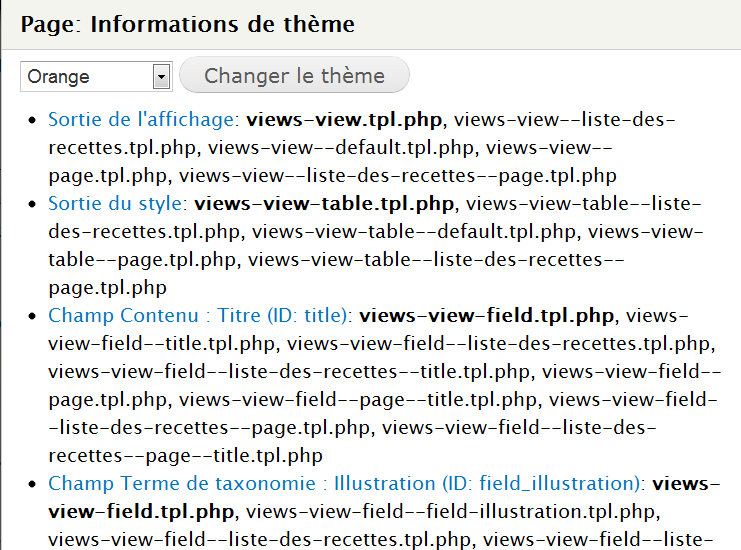 Page: Informations de thème
Orange
Changer le thème
Sortie de l'affichage: views-view.tpl.php, views-view--liste-des-
recettes.tpl.php, views-view--default.tpl.php, views-view--
page.tpl.php, views-view--liste-des-recettes--page.tpl.php
Sortie du style: views-view-table.tpl.php, views-view-table--liste-
des-recettes.tpl.php, views-view-table--default.tpl.php, views-view-
table--page.tpl.php, views-view-table--liste-des-recettes--
page.tpl.php
Champ Contenu : Titre (ID: title): views-view-field.tpl.php, views-
view-field--title.tpl.php, views-view-field--liste-des-recettes.tpl.php,
views-view-field--liste-des-recettes--title.tpl.php, views-view-field--
page.tpl.php, views-view-field--page--title.tpl.php, views-view-field-
-liste-des-recettes--page.tpl.php, views-view-field--liste-des-
recettes--page--title.tpl.php
Champ Terme de taxonomie : Illustration (ID: field_illustration): views-
view-field.tpl.php, views-view-field--field-illustration.tpl.php,
views-view-field--liste-des-recettes.tpl.php, views-view-field--liste-